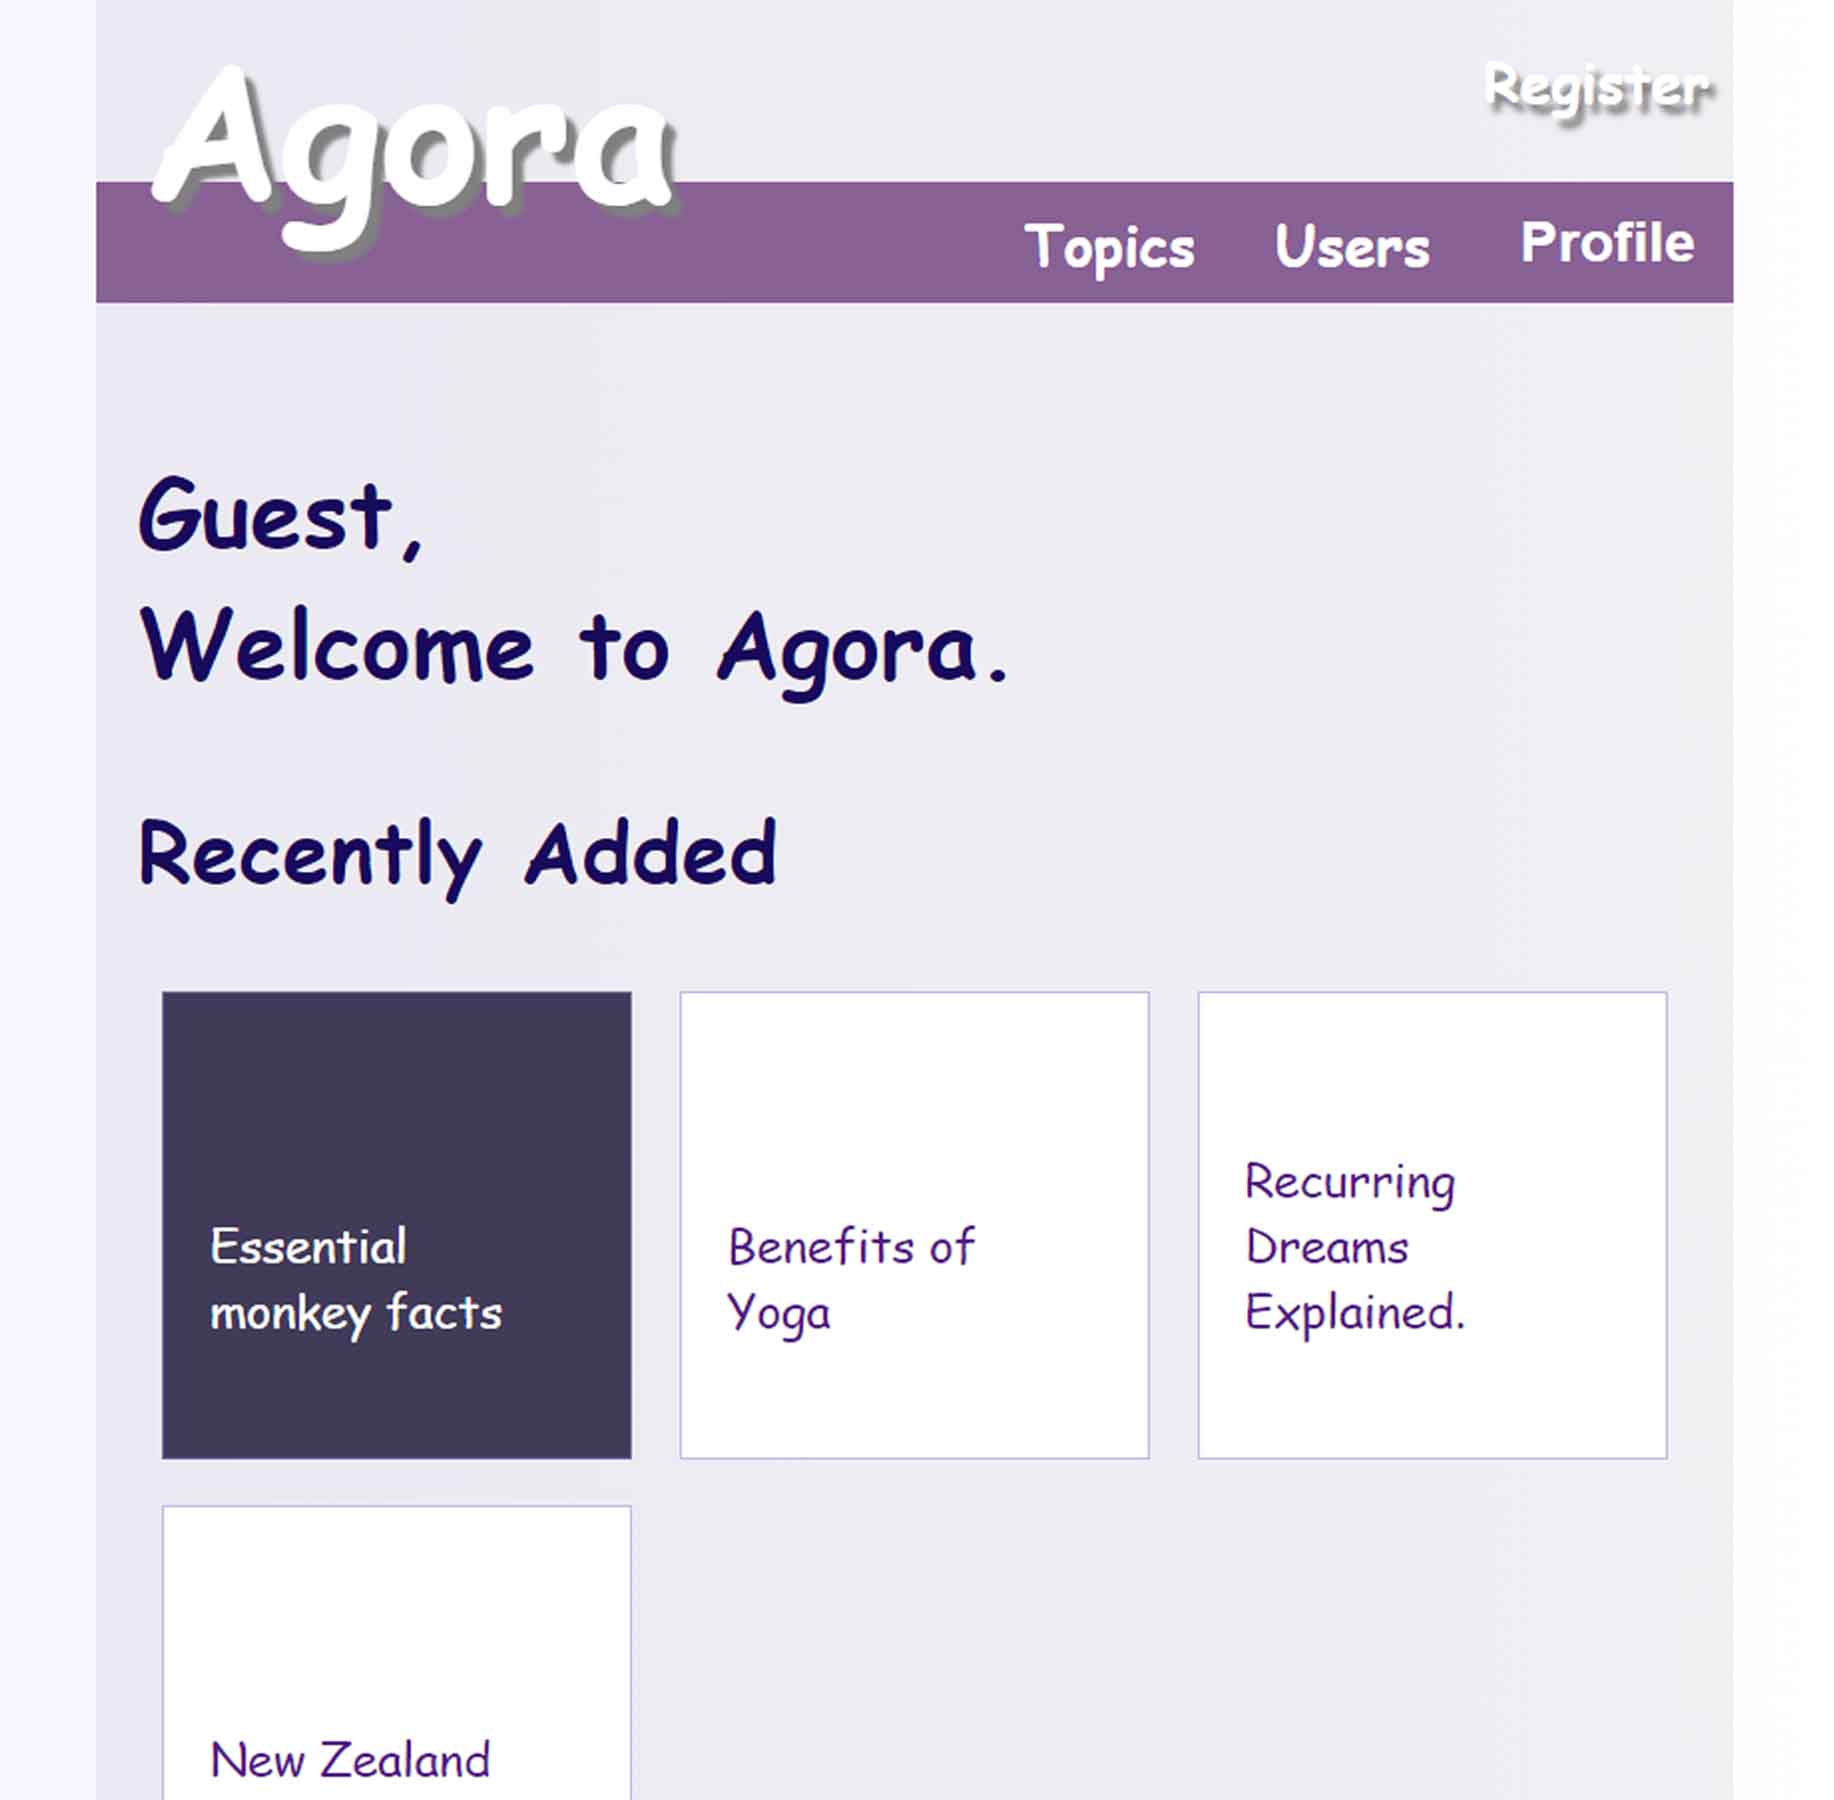 Agora
Register
Topics Users Profile
Guest,
Welcome to Agora.
Recently Added
Essential
monkey facts
Benefits of
Yoga
Recurring
Dreams
Explained.
New Zealand